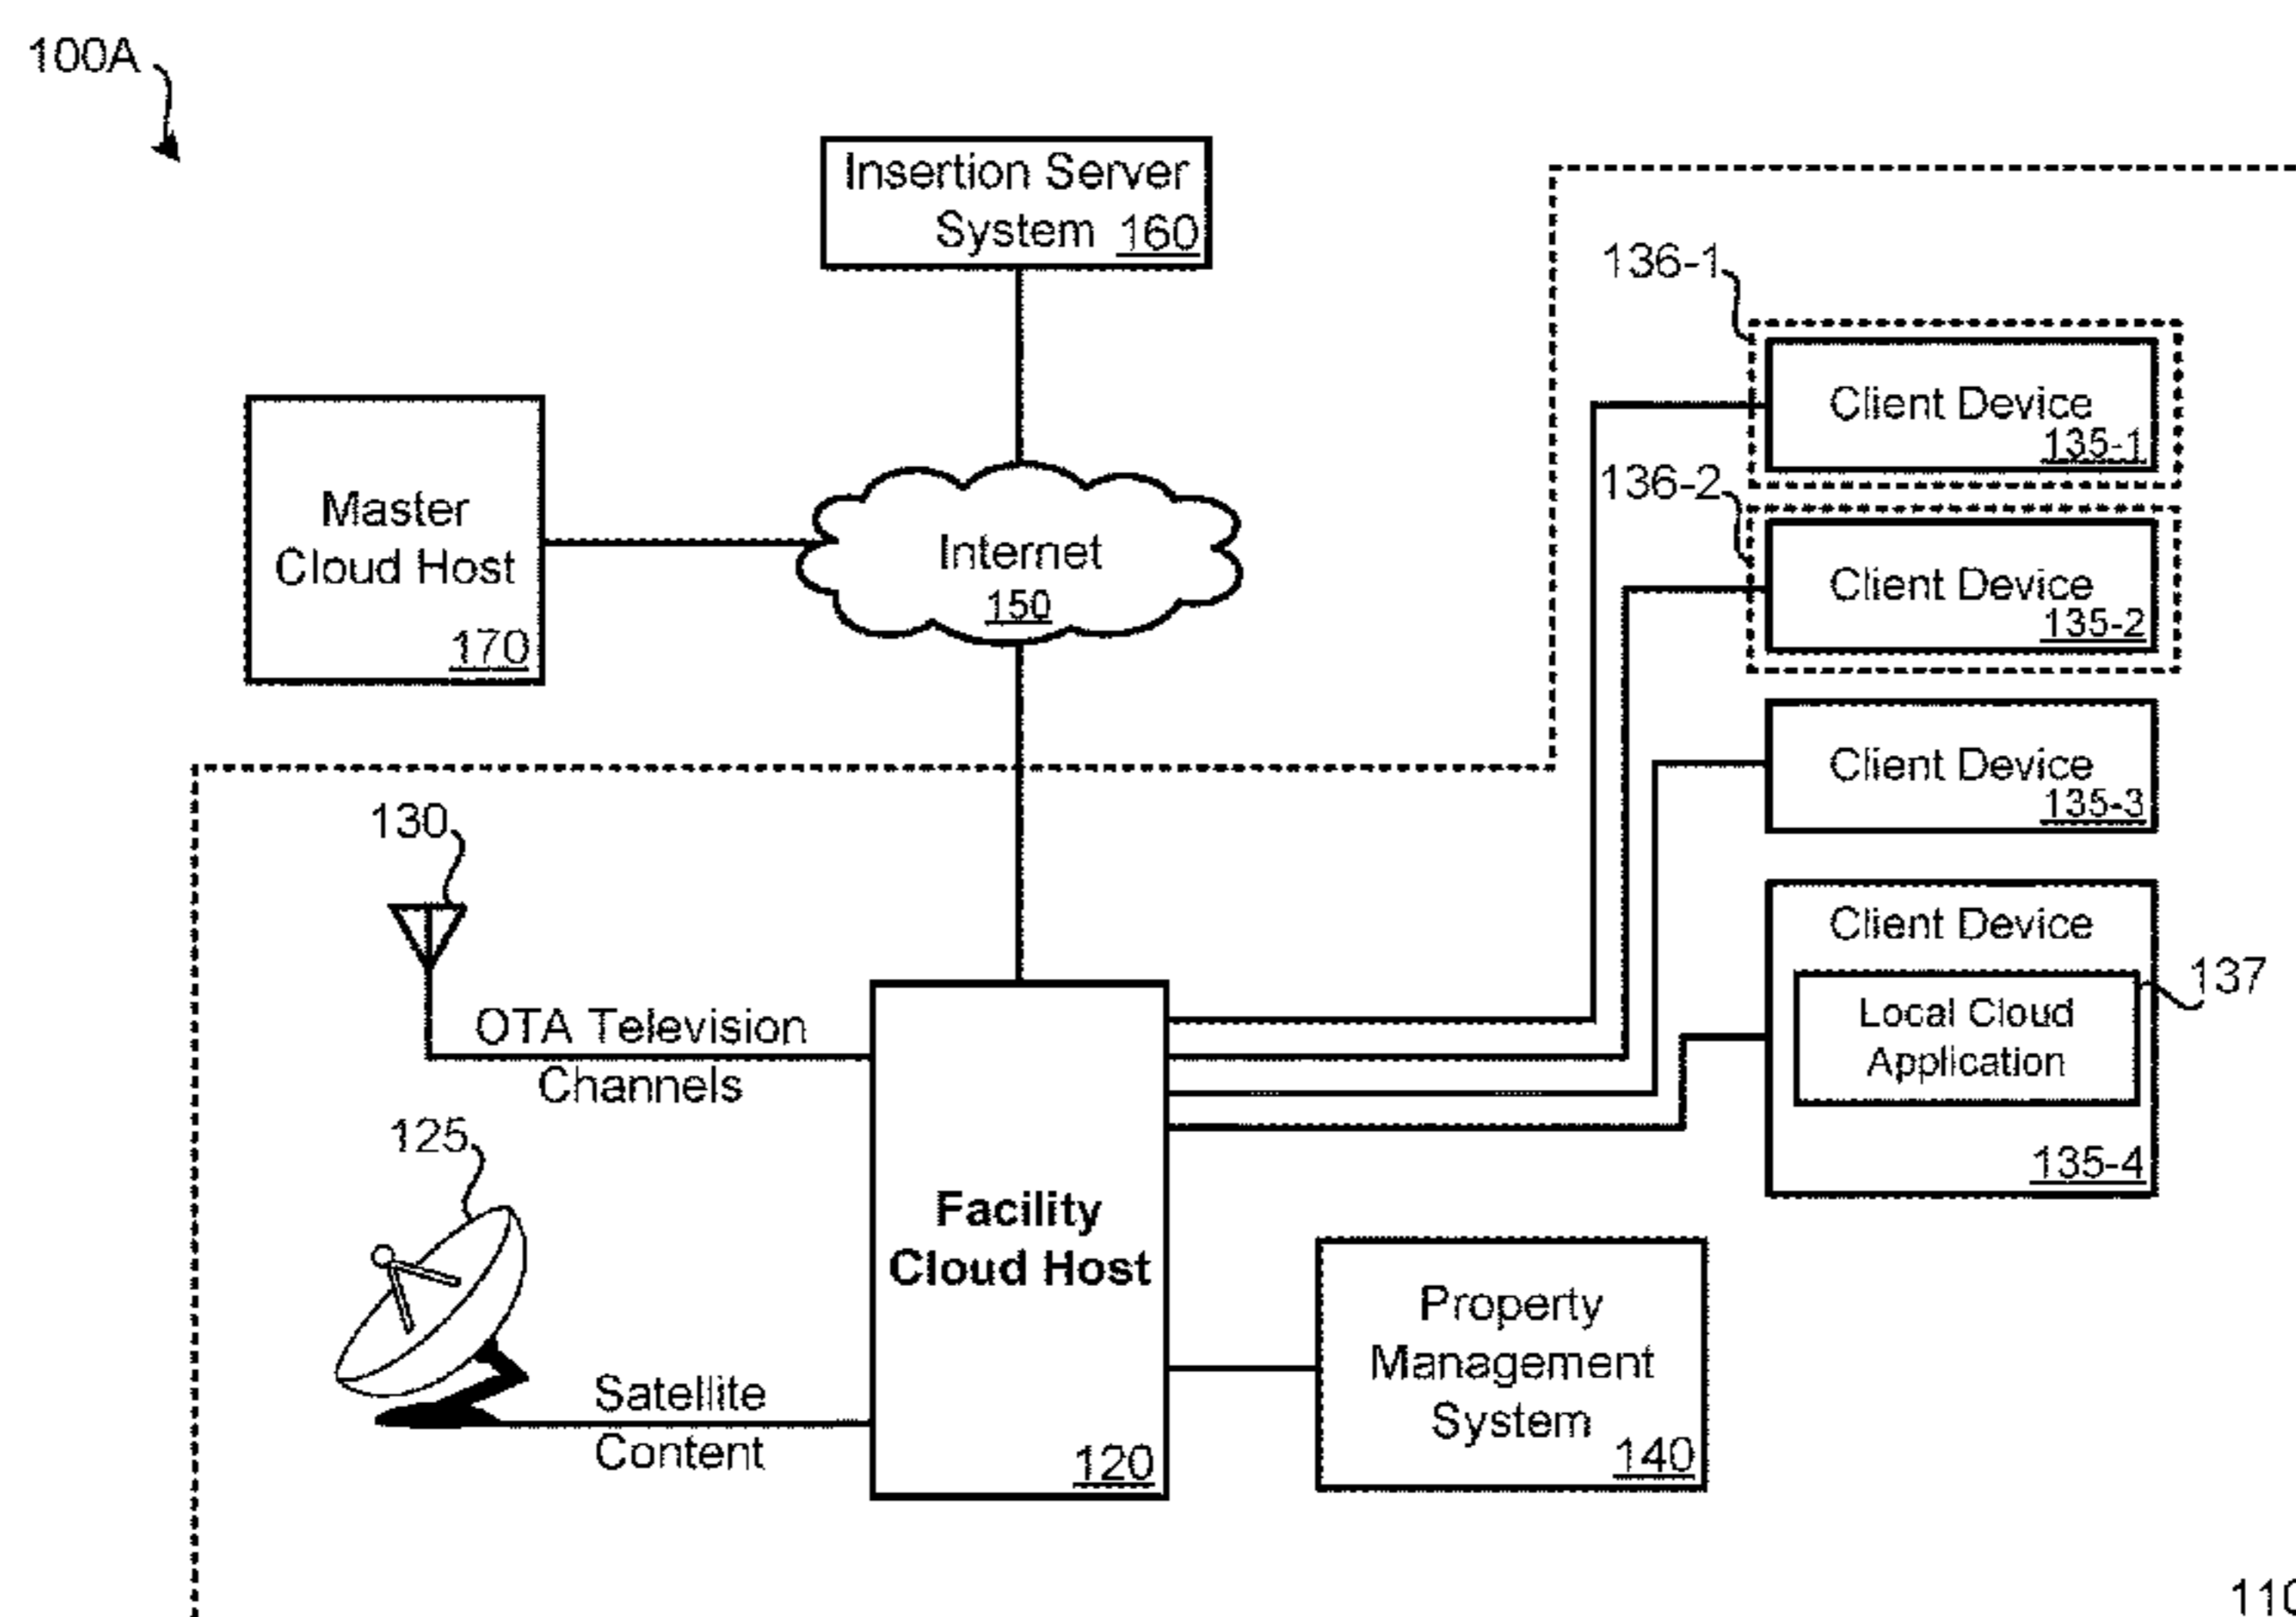 100A
Insertion Server
System 160
136-1
Client Device
135-1
136-2
Client Device
135-2
Master
Cloud Host
170
Internet
150
Client Device
135-3
130
Client Device
137
Local Cloud
Application
135-4
OTA Television
Channels
125
Facility
Cloud Host
120
Satellite
Content
Property
Management
System
140
110